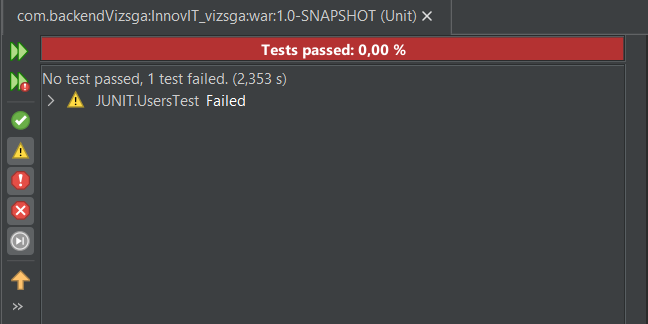 com.backendVizsga:InnovIT_vizsga:war:1.0-SNAPSHOT (Unit)
Tests passed: 0,00 %
No test passed, 1 test failed. (2,353 s)
JUNIT.UsersTest Failed